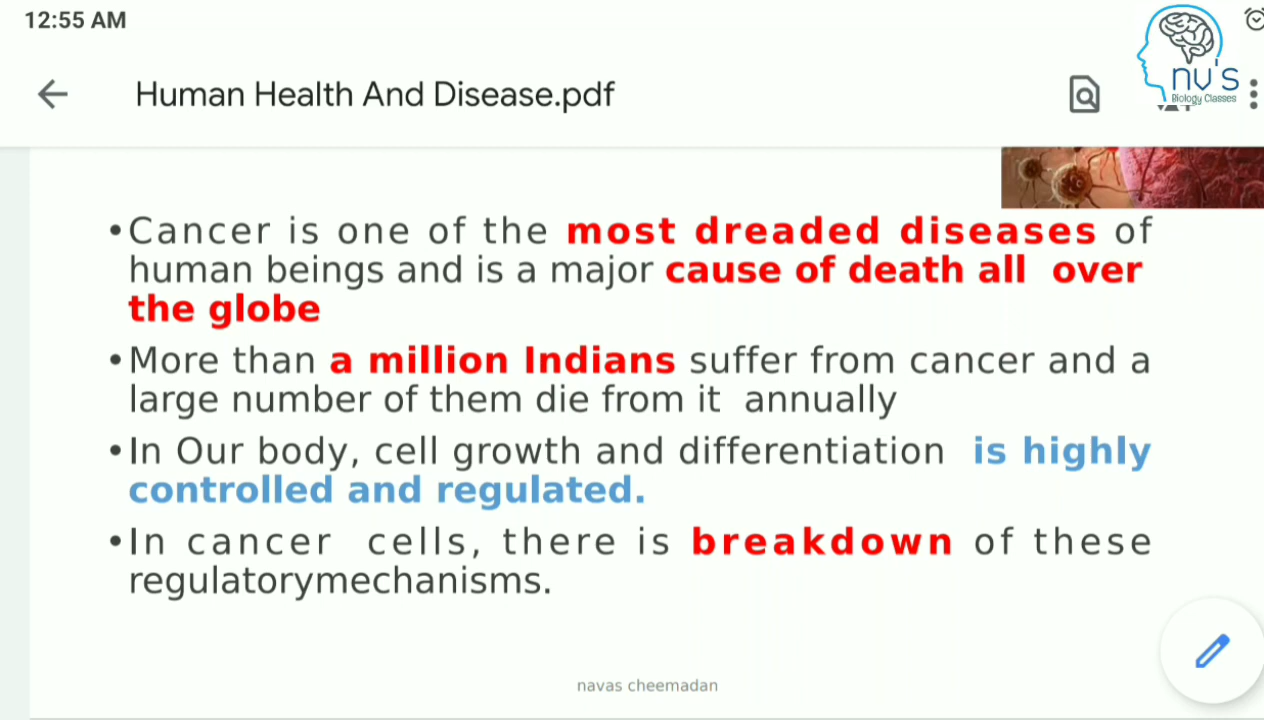 12:55 AM
Human Health And Disease.pdf
nv's
Biology Classes
•Cancer is one of the most dreaded diseases of
human beings and is a major cause of death all over
the globe
•More than a million Indians suffer from cancer and a
large number of them die from it annually
•In Our body, cell growth and differentiation is highly
controlled and regulated.
•In cancer cells, there is breakdown of these
regulatorymechanisms.
navas cheemadan